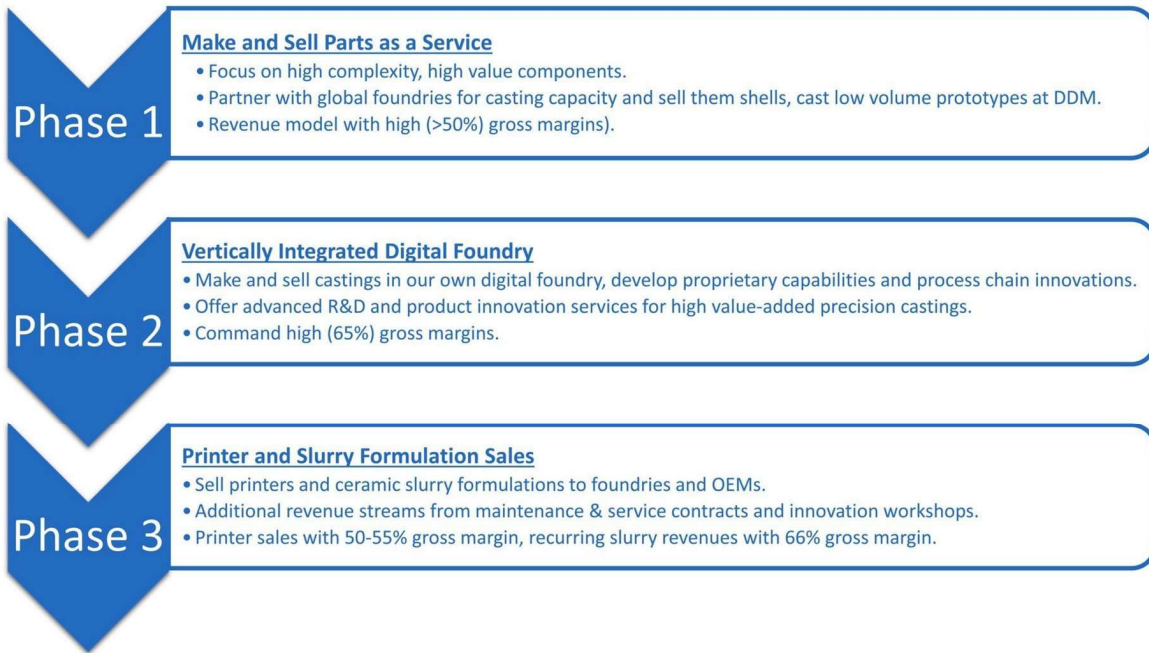 Phase 1
Make and Sell Parts as a Service
• Focus on high complexity, high value components.
• Partner with global foundries for casting capacity and sell them shells, cast low volume prototypes at DDM.
• Revenue model with high (>50%) gross margins).
Phase 2
Vertically Integrated Digital Foundry
• Make and sell castings in our own digital foundry, develop proprietary capabilities and process chain innovations.
• Offer advanced R&D and product innovation services for high value-added precision castings.
• Command high (65%) gross margins.
Phase 3
Printer and Slurry Formulation Sales
• Sell printers and ceramic slurry formulations to foundries and OEMs.
• Additional revenue streams from maintenance & service contracts and innovation workshops.
• Printer sales with 50-55% gross margin, recurring slurry revenues with 66% gross margin.